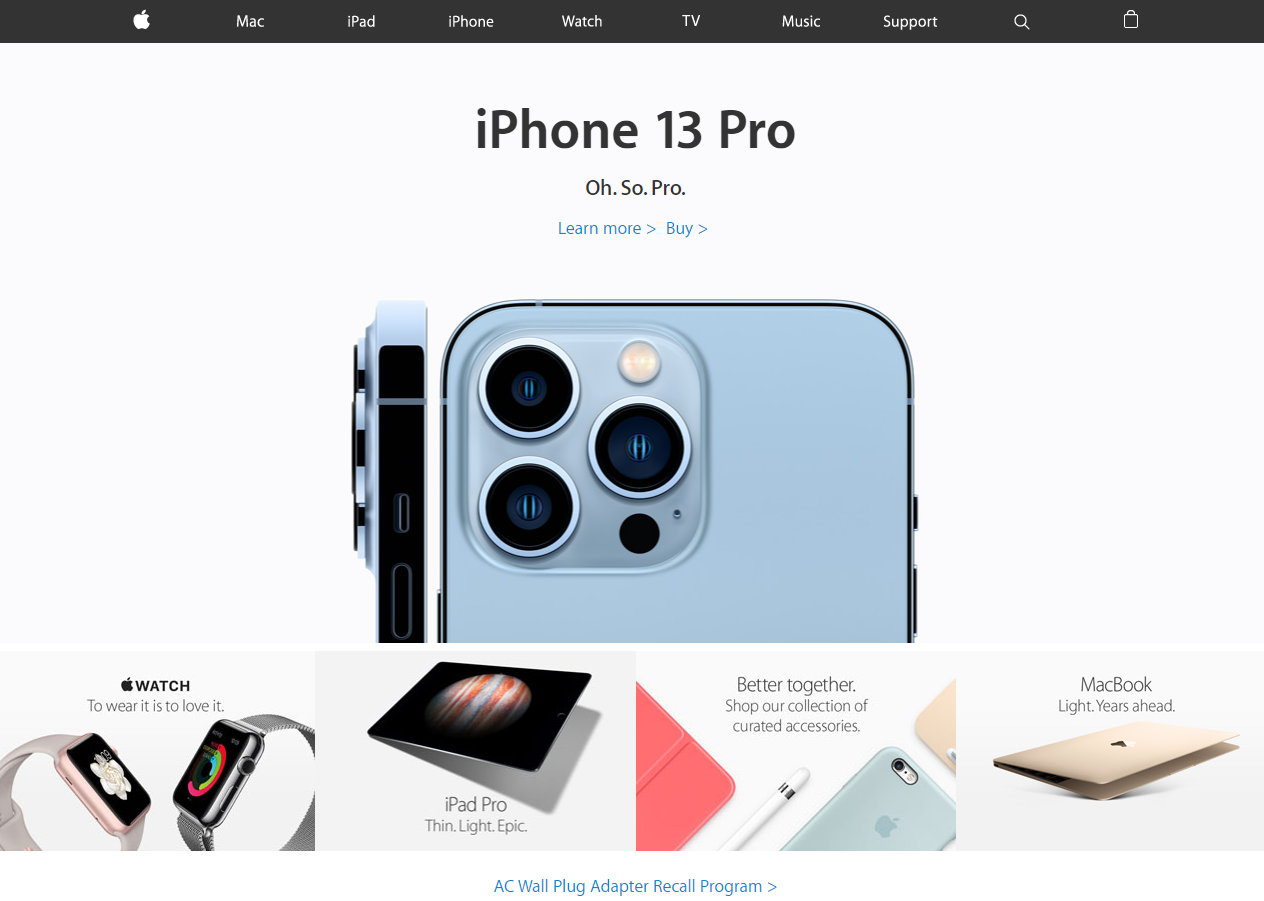 Mac iPad iPhone Watch TV Music Support
iPhone 13 Pro
Oh. So. Pro.
Learn more > Buy >
WATCH
To wear it is to love it.
iPad Pro
Thin. Light. Epic.
Better together.
Shop our collection of
curated accessories.
MacBook
Light. Years ahead.
AC Wall Plug Adapter Recall Program >